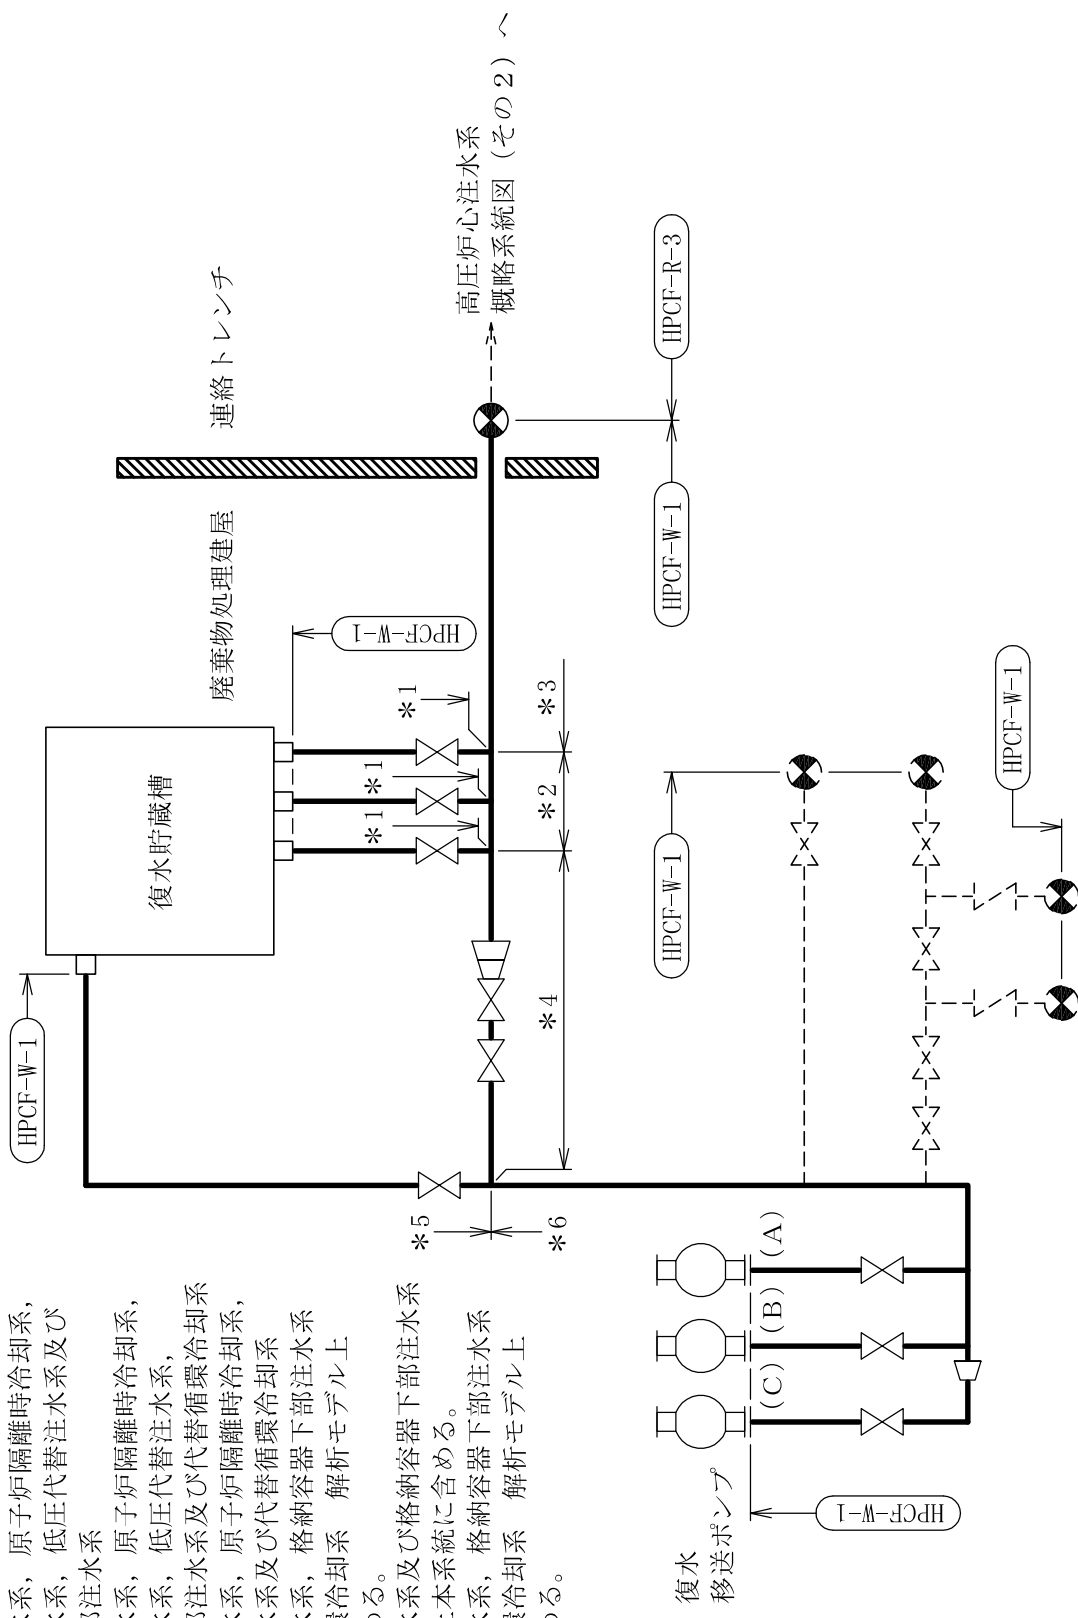 水系，原子炉隔離時冷却系，
水系，低圧代替注水系及び
部注水系
水系，原子炉隔離時冷却系，
水系，低圧代替注水系，
部注水系及び代替循環冷却系
水系，原子炉隔離時冷却系，
水系及び代替循環冷却系
水系，格納容器下部注水系
環冷却系　解析モデル上
める。
水系及び格納容器下部注水系
に本系統に含める。
水系，格納容器下部注水系
環冷却系　解析モデル上
める。
HPCF-W-1
復水貯蔵槽
廃棄物処理建屋
連絡トレンチ
HPCF-W-1
高圧炉心注水系
概略系統図（その２）へ
*1
*1
*1
*2
*3
*4
*5
*6
HPCF-W-1
HPCF-R-3
HPCF-W-1
HPCF-W-1
復水
移送ポンプ
(C)
(B)
(A)
HPCF-W-1